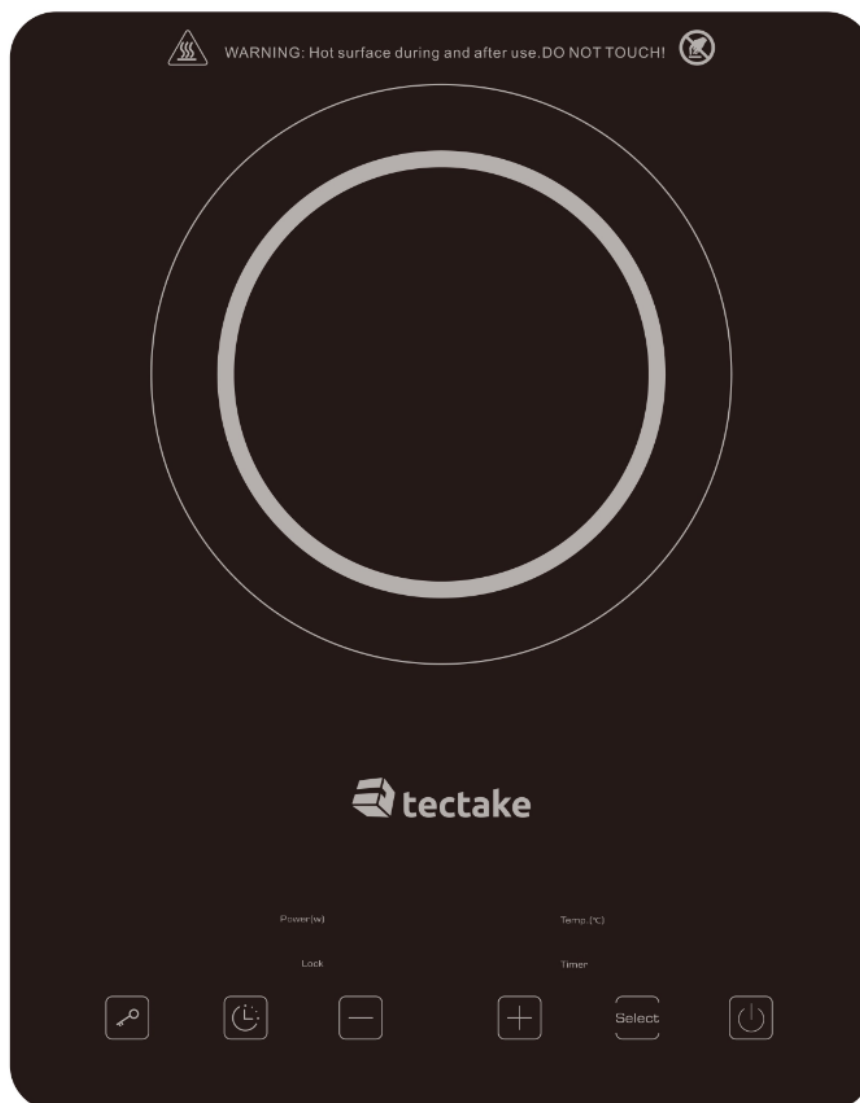 WARNING: Hot surface during and after use.DO NOT TOUCH!
tectake
Power(w) Temp.(℃)
Lock Timer
Select